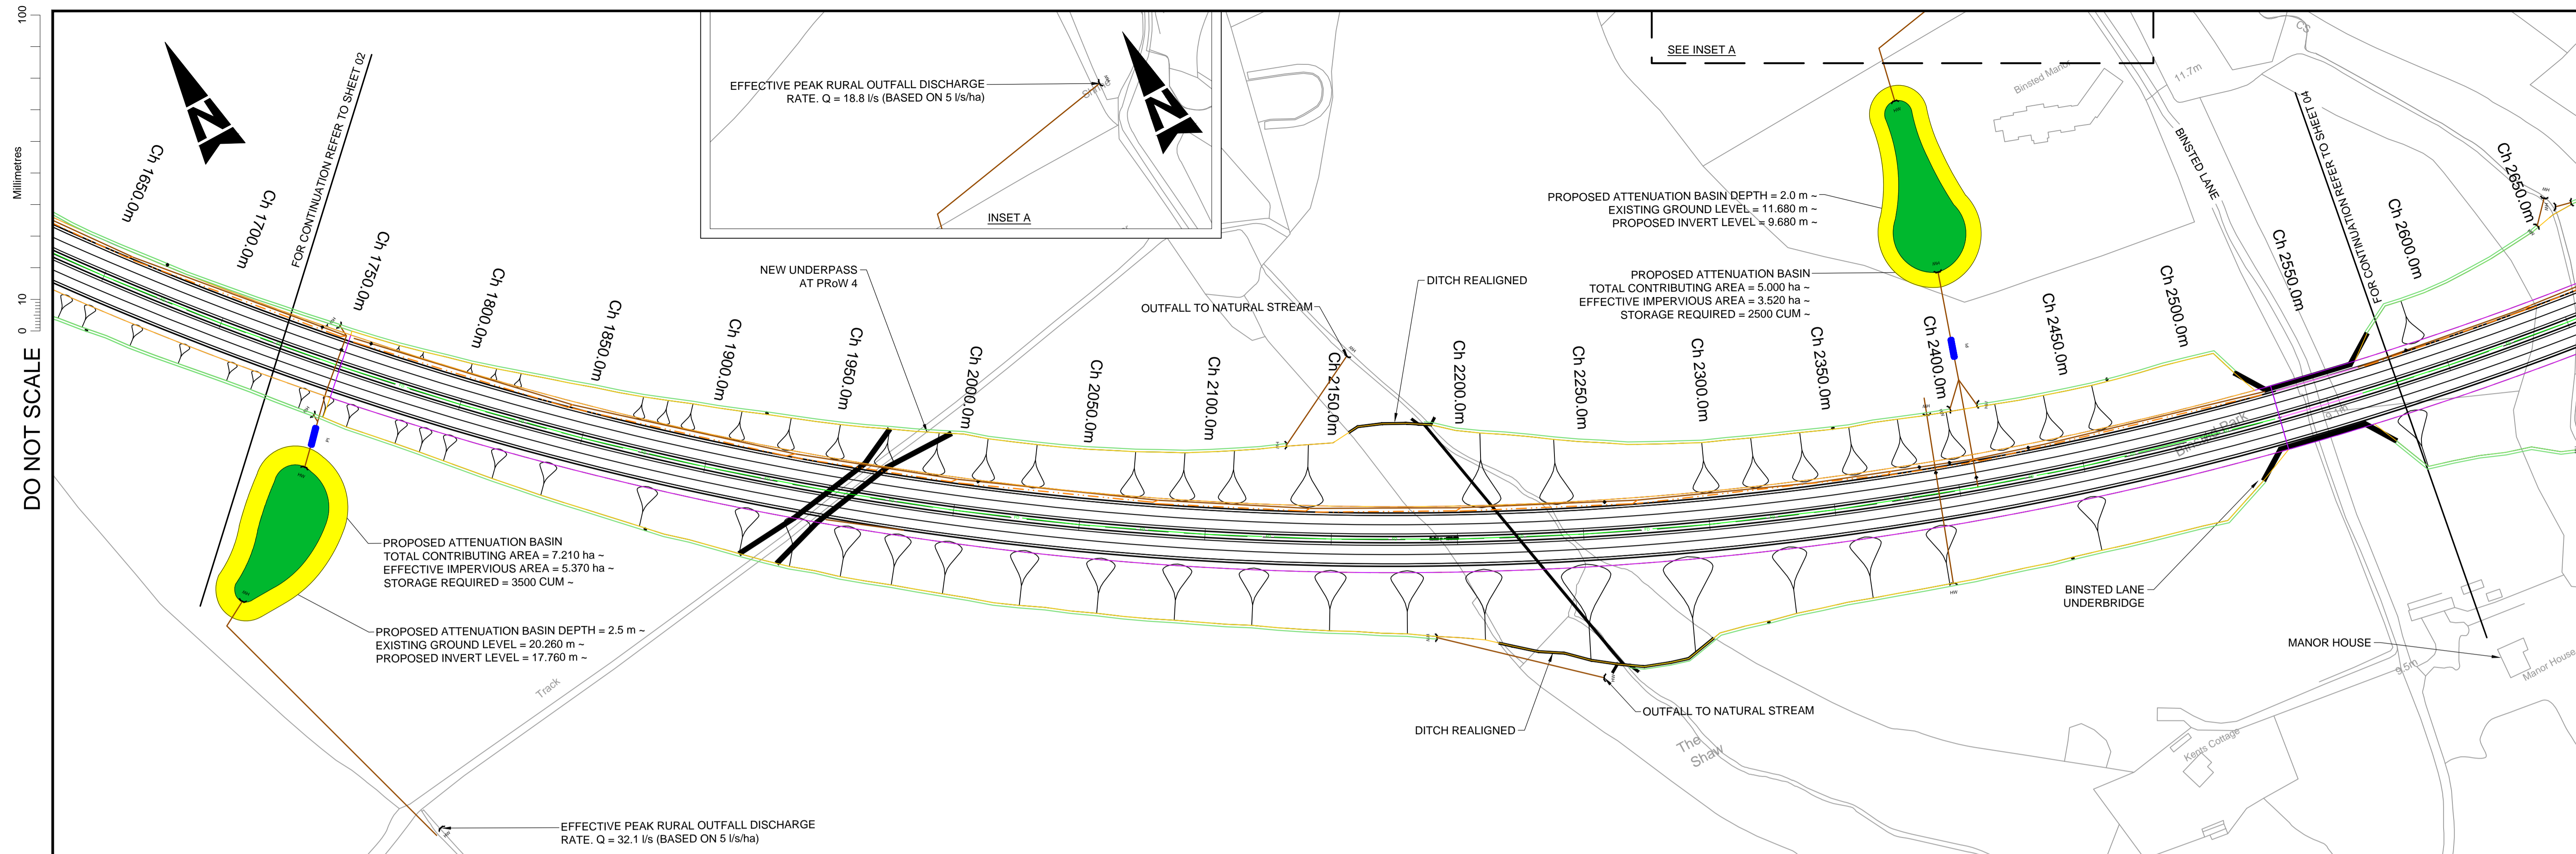 100
Millimetres
10
0
DO NOT SCALE
N
FOR CONTINUATION REFER TO SHEET 02
Ch 1650.0m
Ch 1700.0m
Ch 1750.0m
Ch 1800.0m
Ch 1850.0m
Ch 1900.0m
Ch 1950.0m
Ch 2000.0m
Ch 2050.0m
Ch 2100.0m
Ch 2150.0m
Ch 2200.0m
Ch 2250.0m
Ch 2300.0m
Ch 2350.0m
Ch 2400.0m
Ch 2450.0m
Ch 2500.0m
Ch 2550.0m
Ch 2600.0m
Ch 2650.0m
EFFECTIVE PEAK RURAL OUTFALL DISCHARGE
RATE. Q = 18.8 l/s (BASED ON 5 l/s/ha)
Shrine
N
INSET A
SEE INSET A
Binsted Manor
11.7m
CS
BINSTED LANE
FOR CONTINUATION REFER TO SHEET 04
NEW UNDERPASS
AT PRoW 4
OUTFALL TO NATURAL STREAM
DITCH REALIGNED
PROPOSED ATTENUATION BASIN DEPTH = 2.0 m ~
EXISTING GROUND LEVEL = 11.680 m ~
PROPOSED INVERT LEVEL = 9.680 m ~
PROPOSED ATTENUATION BASIN
TOTAL CONTRIBUTING AREA = 5.000 ha ~
EFFECTIVE IMPERVIOUS AREA = 3.520 ha ~
STORAGE REQUIRED = 2500 CUM ~
PROPOSED ATTENUATION BASIN
TOTAL CONTRIBUTING AREA = 7.210 ha ~
EFFECTIVE IMPERVIOUS AREA = 5.370 ha ~
STORAGE REQUIRED = 3500 CUM ~
PROPOSED ATTENUATION BASIN DEPTH = 2.5 m ~
EXISTING GROUND LEVEL = 20.260 m ~
PROPOSED INVERT LEVEL = 17.760 m ~
Track
EFFECTIVE PEAK RURAL OUTFALL DISCHARGE
RATE. Q = 32.1 l/s (BASED ON 5 l/s/ha)
DITCH REALIGNED
OUTFALL TO NATURAL STREAM
The
Shaw
HW
BINSTED LANE
UNDERBRIDGE
MANOR HOUSE
Manor House
9.5m
Kents Cottage